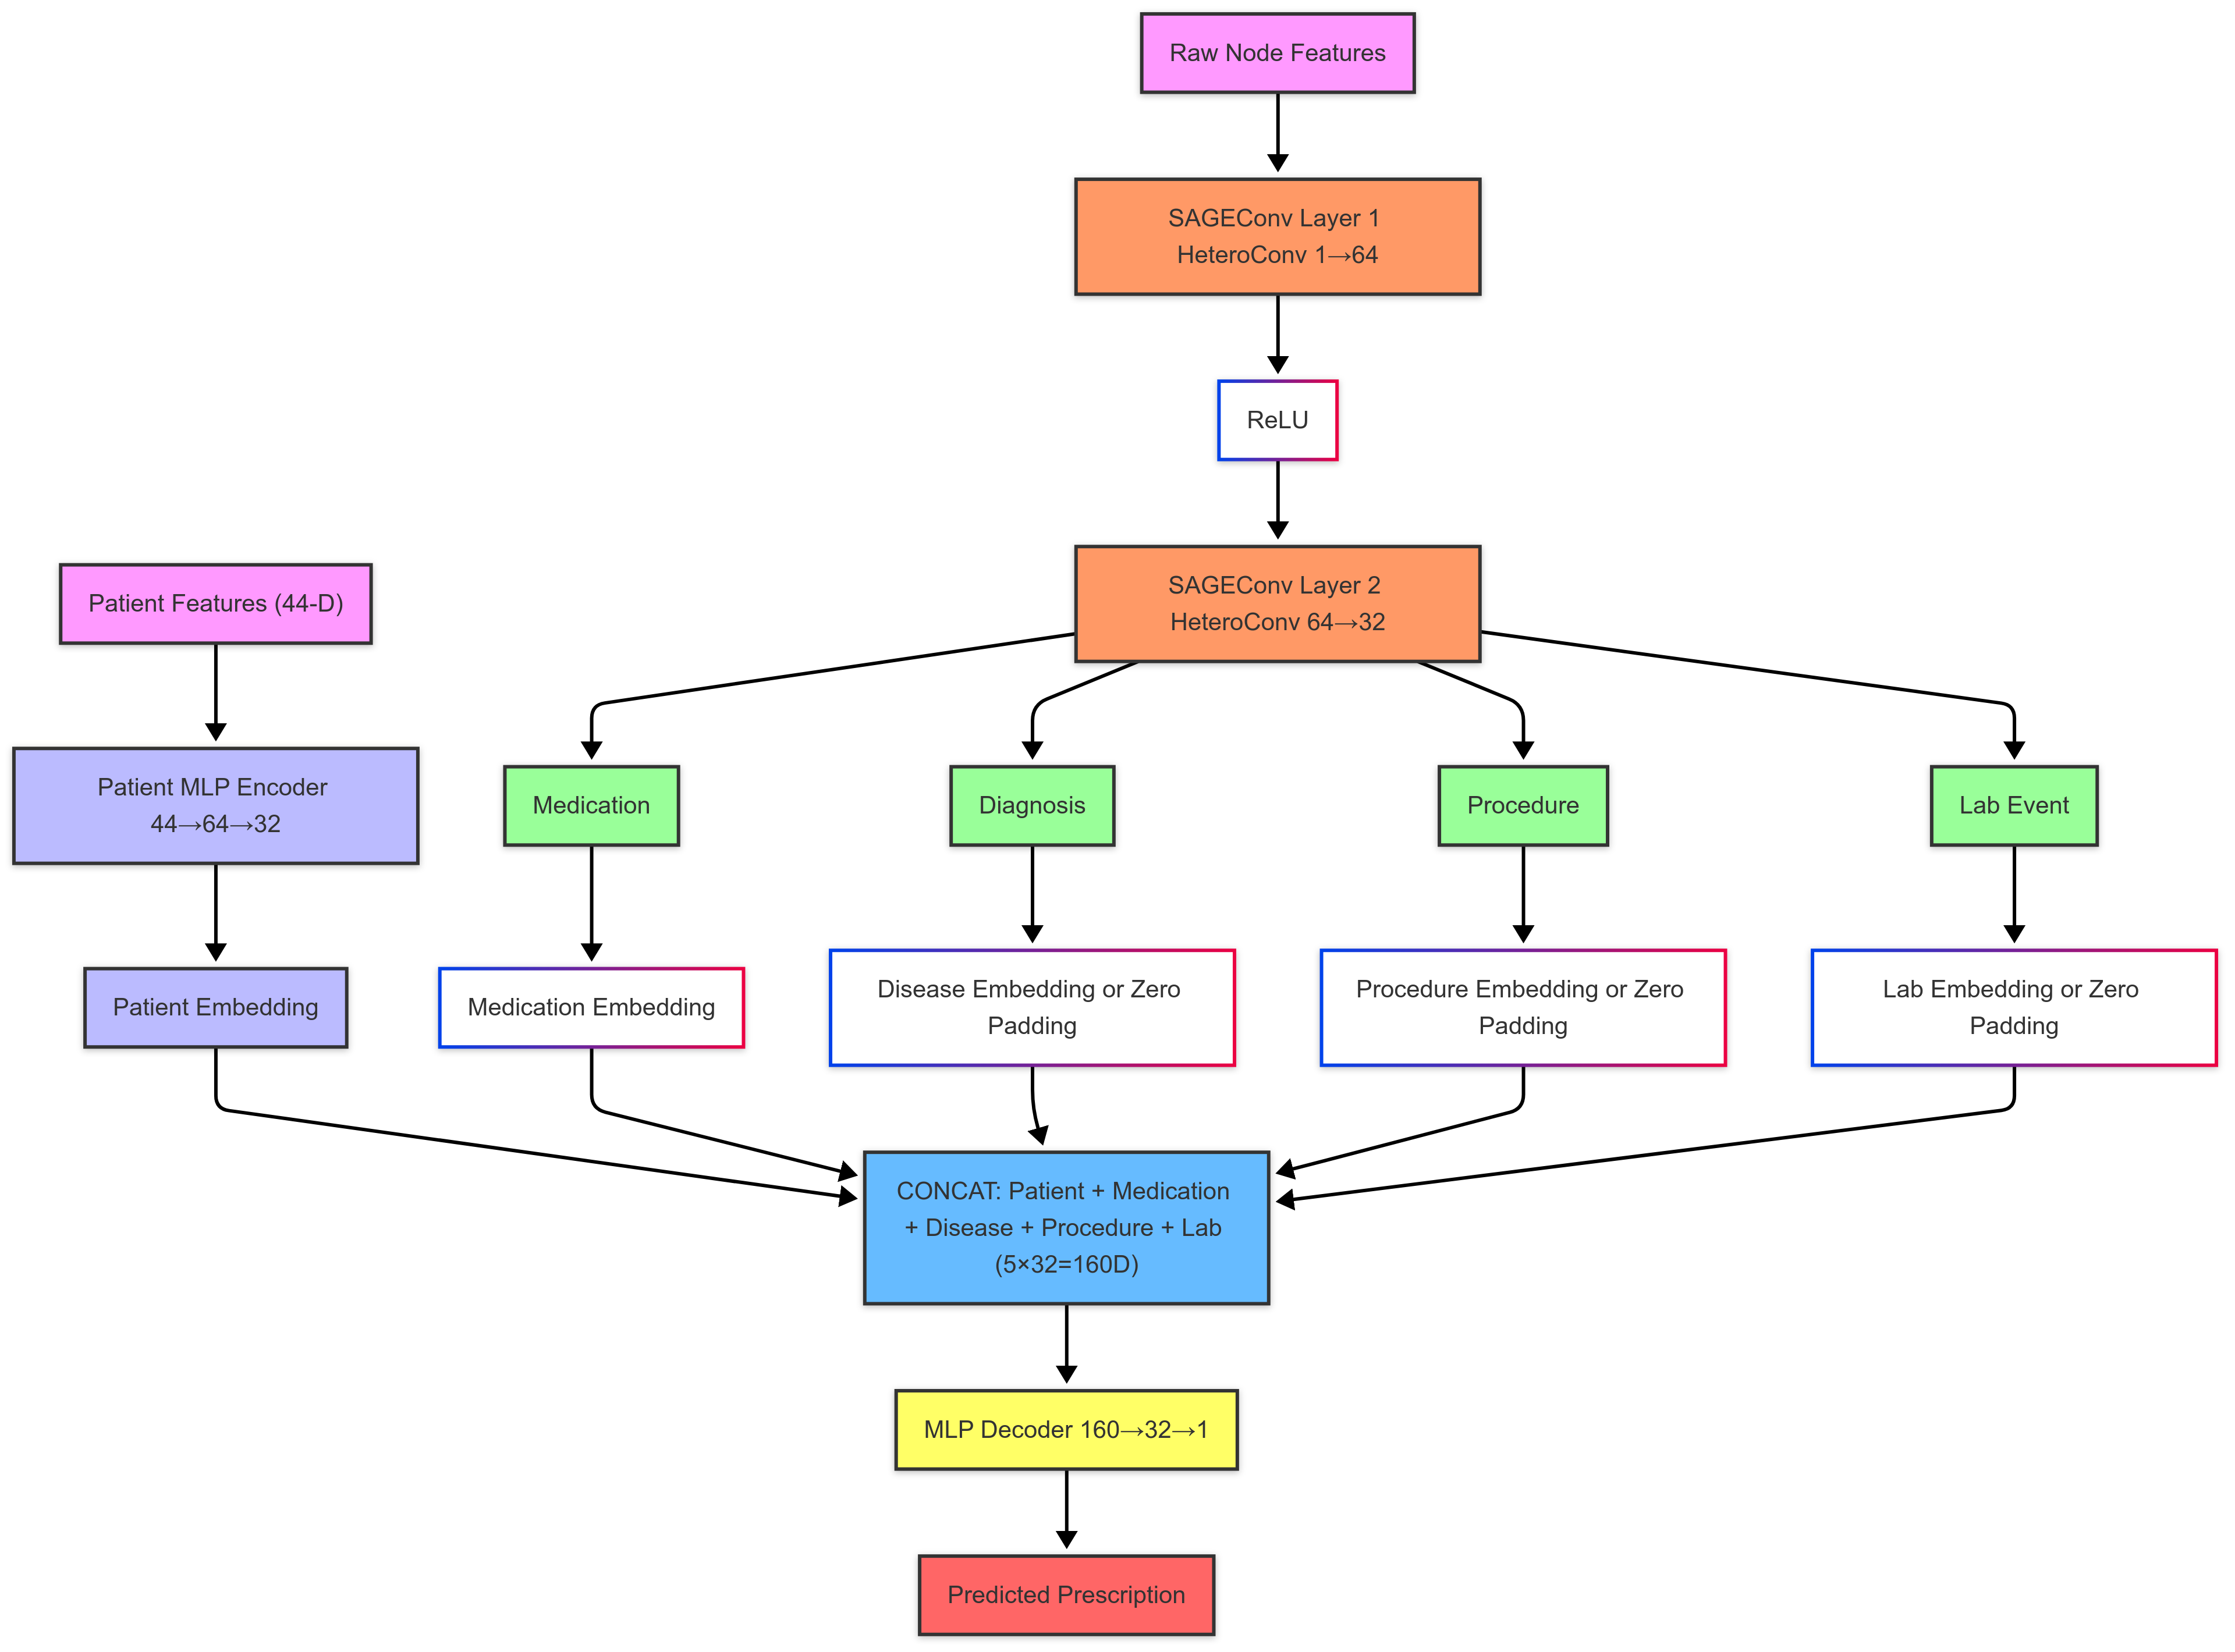 Raw Node Features
SAGEConv Layer 1
HeteroConv 1→64
ReLU
SAGEConv Layer 2
HeteroConv 64→32
Patient Features (44-D)
Patient MLP Encoder
44→64→32
Medication
Diagnosis
Procedure
Lab Event
Patient Embedding
Medication Embedding
Disease Embedding or Zero
Padding
Procedure Embedding or Zero
Padding
Lab Embedding or Zero
Padding
CONCAT: Patient + Medication
+ Disease + Procedure + Lab
(5×32=160D)
MLP Decoder 160→32→1
Predicted Prescription